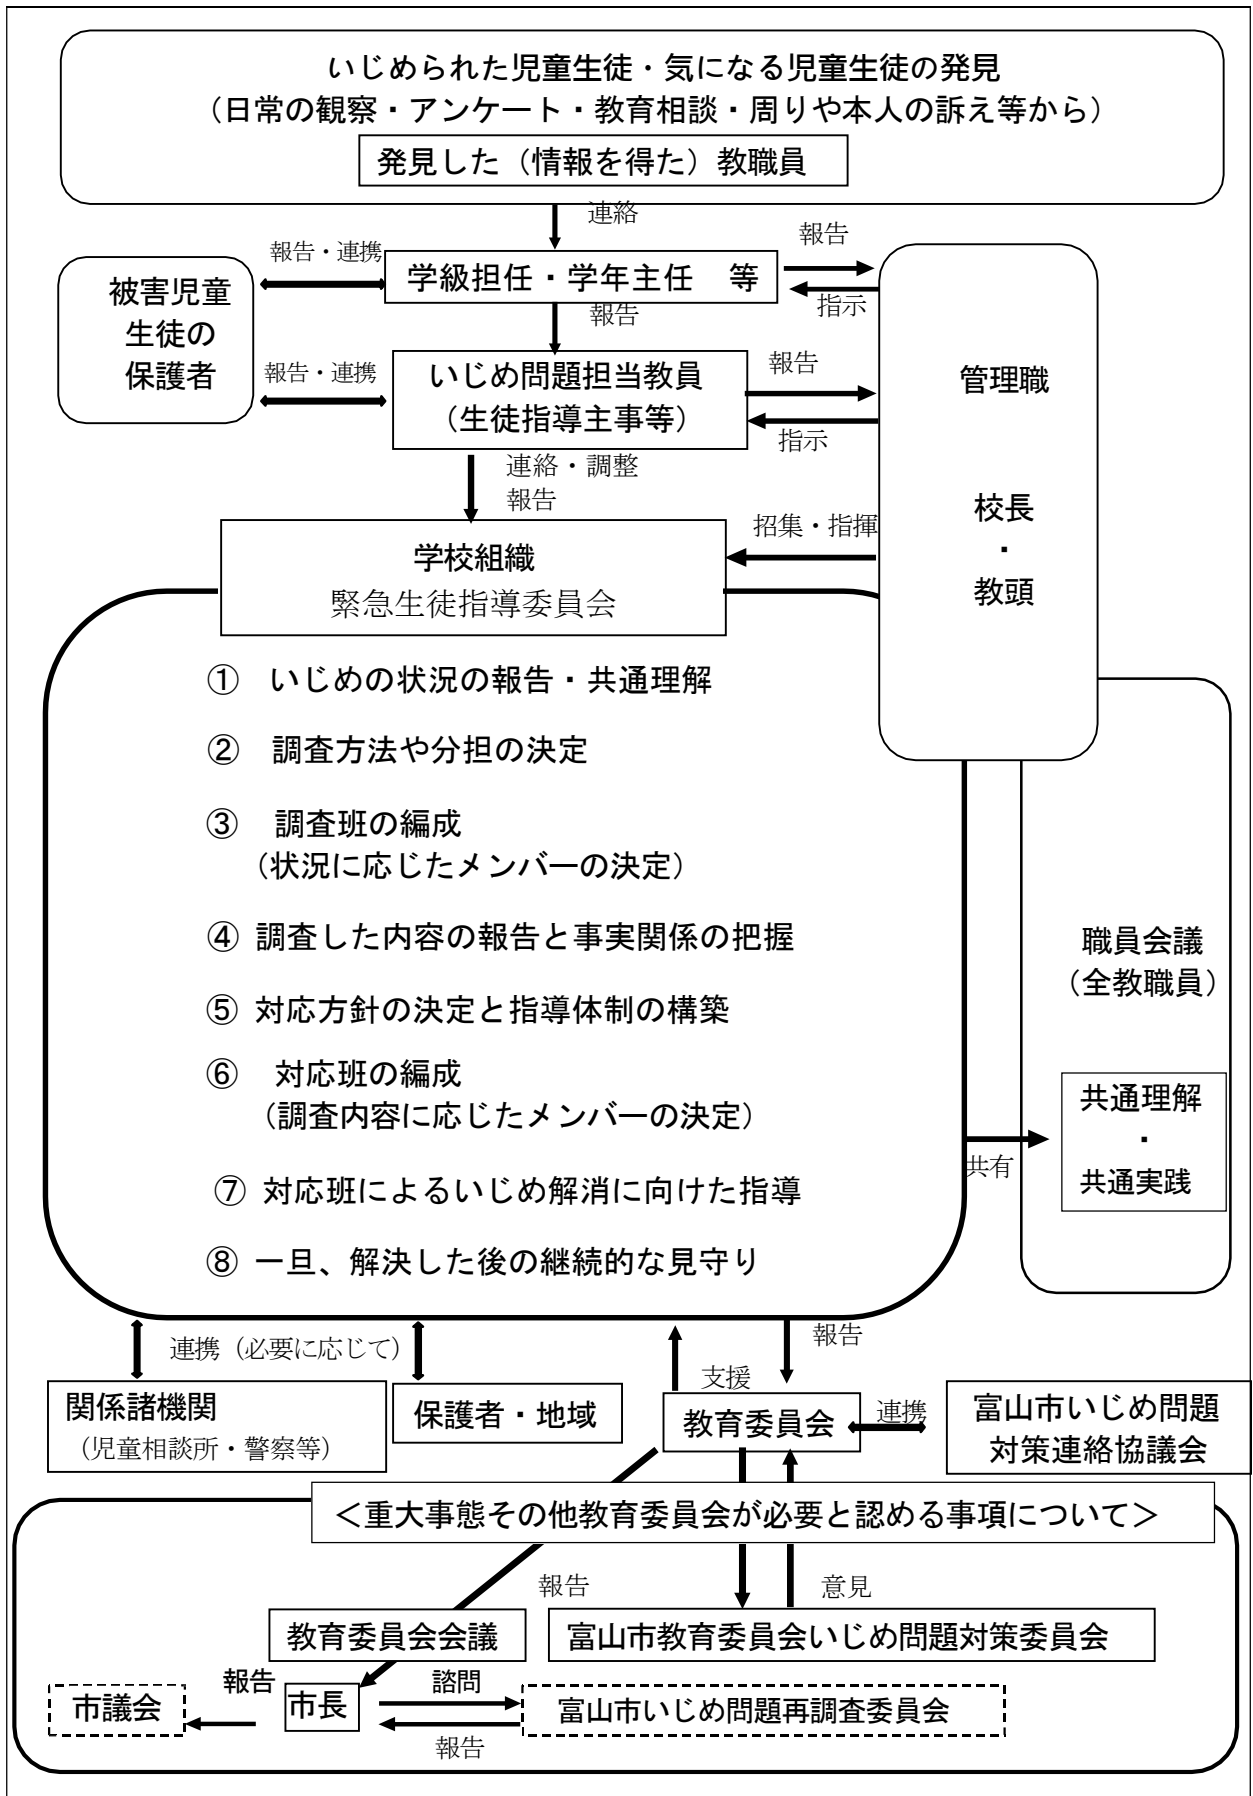 いじめられた児童生徒・気になる児童生徒の発見
（日常の観察・アンケート・教育相談・周りや本人の訴え等から）
発見した（情報を得た）教職員
連絡
報告・連携
学級担任・学年主任　等
報告
指示
被害児童
生徒の
保護者
報告
報告・連携
いじめ問題担当教員
（生徒指導主事等）
報告
指示
管理職
校長
・
教頭
連絡・調整
報告
招集・指揮
学校組織
緊急生徒指導委員会
①　いじめの状況の報告・共通理解
②　調査方法や分担の決定
③　調査班の編成
（状況に応じたメンバーの決定）
④ 調査した内容の報告と事実関係の把握
⑤ 対応方針の決定と指導体制の構築
⑥　対応班の編成
（調査内容に応じたメンバーの決定）
⑦ 対応班によるいじめ解消に向けた指導
⑧ 一旦、解決した後の継続的な見守り
職員会議
（全教職員）
共有
共通理解
・
共通実践
連携（必要に応じて）
支援
報告
関係諸機関
（児童相談所・警察等）
保護者・地域
教育委員会
連携
富山市いじめ問題
対策連絡協議会
＜重大事態その他教育委員会が必要と認める事項について＞
報告
意見
教育委員会会議
富山市教育委員会いじめ問題対策委員会
市議会
報告
市長
諮問
報告
富山市いじめ問題再調査委員会